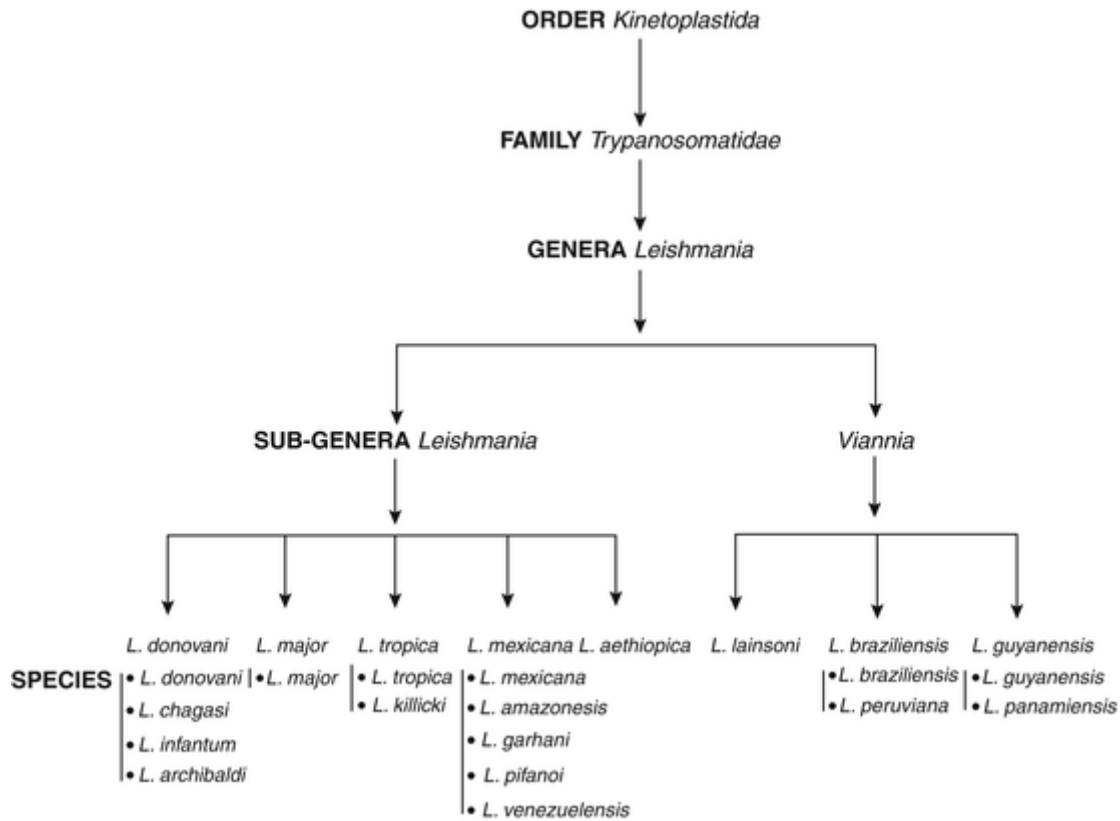 ORDER Kinetoplastida
FAMILY Trypanosomatidae
GENERA Leishmania
SUB-GENERA Leishmania
Viannia
L. donovani
L. major
L. tropica
L. mexicana
L. aethiopica
L. lainsoni
L. braziliensis
L. guyanensis
SPECIES
• L. donovani
• L. chagasi
• L. infantum
• L. archibaldi
• L. major
• L. tropica
• L. killicki
• L. mexicana
• L. amazonesis
• L. garhani
• L. pifanoi
• L. venezuelensis
• L. braziliensis
• L. peruviana
• L. guyanensis
• L. panamiensis